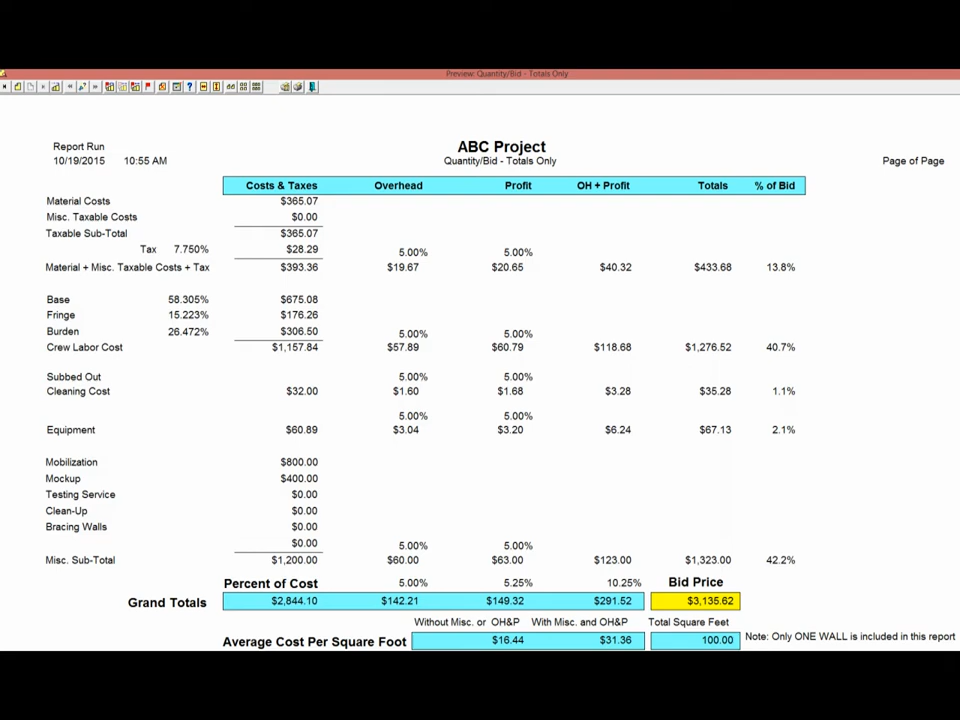 Preview: Quantity/Bid - Totals Only
Report Run
ABC Project
10/19/2015 10:55 AM
Quantity/Bid - Totals Only
Page of Page
Costs & Taxes Overhead Profit OH + Profit Totals % of Bid
Material Costs $365.07
Misc. Taxable Costs $0.00
Taxable Sub-Total $365.07
Tax 7.750% $28.29 5.00% 5.00%
Material + Misc. Taxable Costs + Tax $393.36 $19.67 $20.65 $40.32 $433.68 13.8%
Base 58.305% $675.08
Fringe 15.223% $176.26
Burden 26.472% $306.50 5.00% 5.00%
Crew Labor Cost $1,157.84 $57.89 $60.79 $118.68 $1,276.52 40.7%
Subbed Out 5.00% 5.00%
Cleaning Cost $32.00 $1.60 $1.68 $3.28 $35.28 1.1%
5.00% 5.00%
Equipment $60.89 $3.04 $3.20 $6.24 $67.13 2.1%
Mobilization $800.00
Mockup $400.00
Testing Service $0.00
Clean-Up $0.00
Bracing Walls $0.00
$0.00 5.00% 5.00%
Misc. Sub-Total $1,200.00 $60.00 $63.00 $123.00 $1,323.00 42.2%
Percent of Cost 5.00% 5.25% 10.25% Bid Price
Grand Totals $2,844.10 $142.21 $149.32 $291.52 $3,135.62
Without Misc. or OH&P With Misc. and OH&P Total Square Feet
Average Cost Per Square Foot $16.44 $31.36 100.00 Note: Only ONE WALL is included in this report